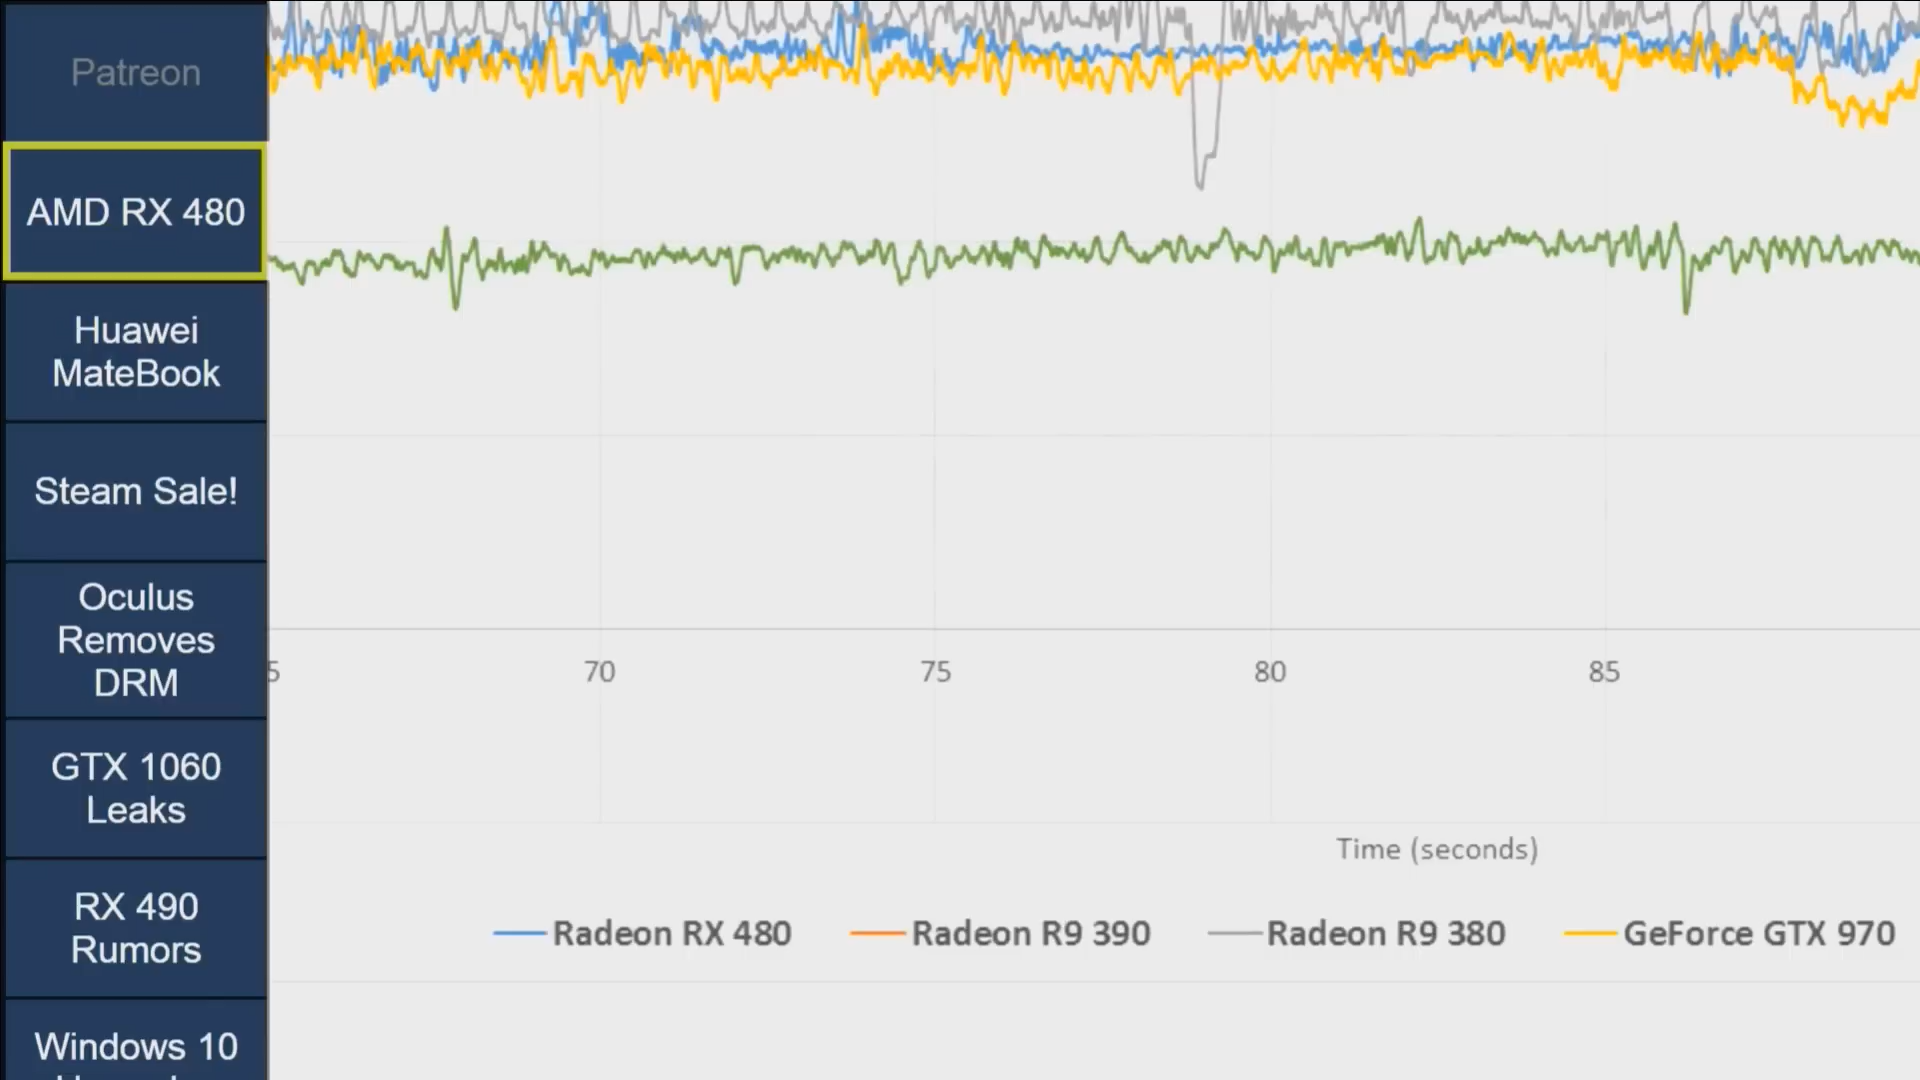 Patreon
AMD RX 480
Huawei
MateBook
Steam Sale!
Oculus
Removes
DRM
GTX 1060
Leaks
RX 490
Rumors
Windows 10
5
70
75
80
85
Time (seconds)
Radeon RX 480
Radeon R9 390
Radeon R9 380
GeForce GTX 970